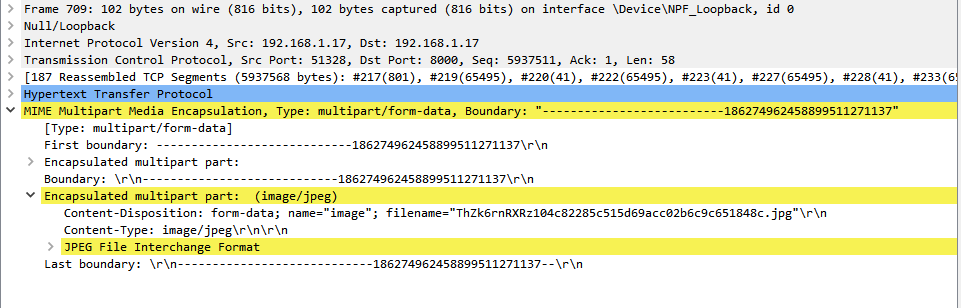 Frame 709: 102 bytes on wire (816 bits), 102 bytes captured (816 bits) on interface \Device\NPF_Loopback, id 0
Null/Loopback
Internet Protocol Version 4, Src: 192.168.1.17, Dst: 192.168.1.17
Transmission Control Protocol, Src Port: 51328, Dst Port: 8000, Seq: 5937511, Ack: 1, Len: 58
[187 Reassembled TCP Segments (5937568 bytes): #217(801), #219(65495), #220(41), #222(65495), #223(41), #227(65495), #228(41), #233(65
Hypertext Transfer Protocol
MIME Multipart Media Encapsulation, Type: multipart/form-data, Boundary: "---------------------------186274962458899511271137"
[Type: multipart/form-data]
First boundary: -----------------------------186274962458899511271137\r\n
Encapsulated multipart part:
Boundary: \r\n-----------------------------186274962458899511271137\r\n
Encapsulated multipart part:  (image/jpeg)
Content-Disposition: form-data; name="image"; filename="ThZk6rnRXRz104c82285c515d69acc02b6c9c651848c.jpg"\r\n
Content-Type: image/jpeg\r\n\r\n
JPEG File Interchange Format
Last boundary: \r\n-----------------------------186274962458899511271137--\r\n